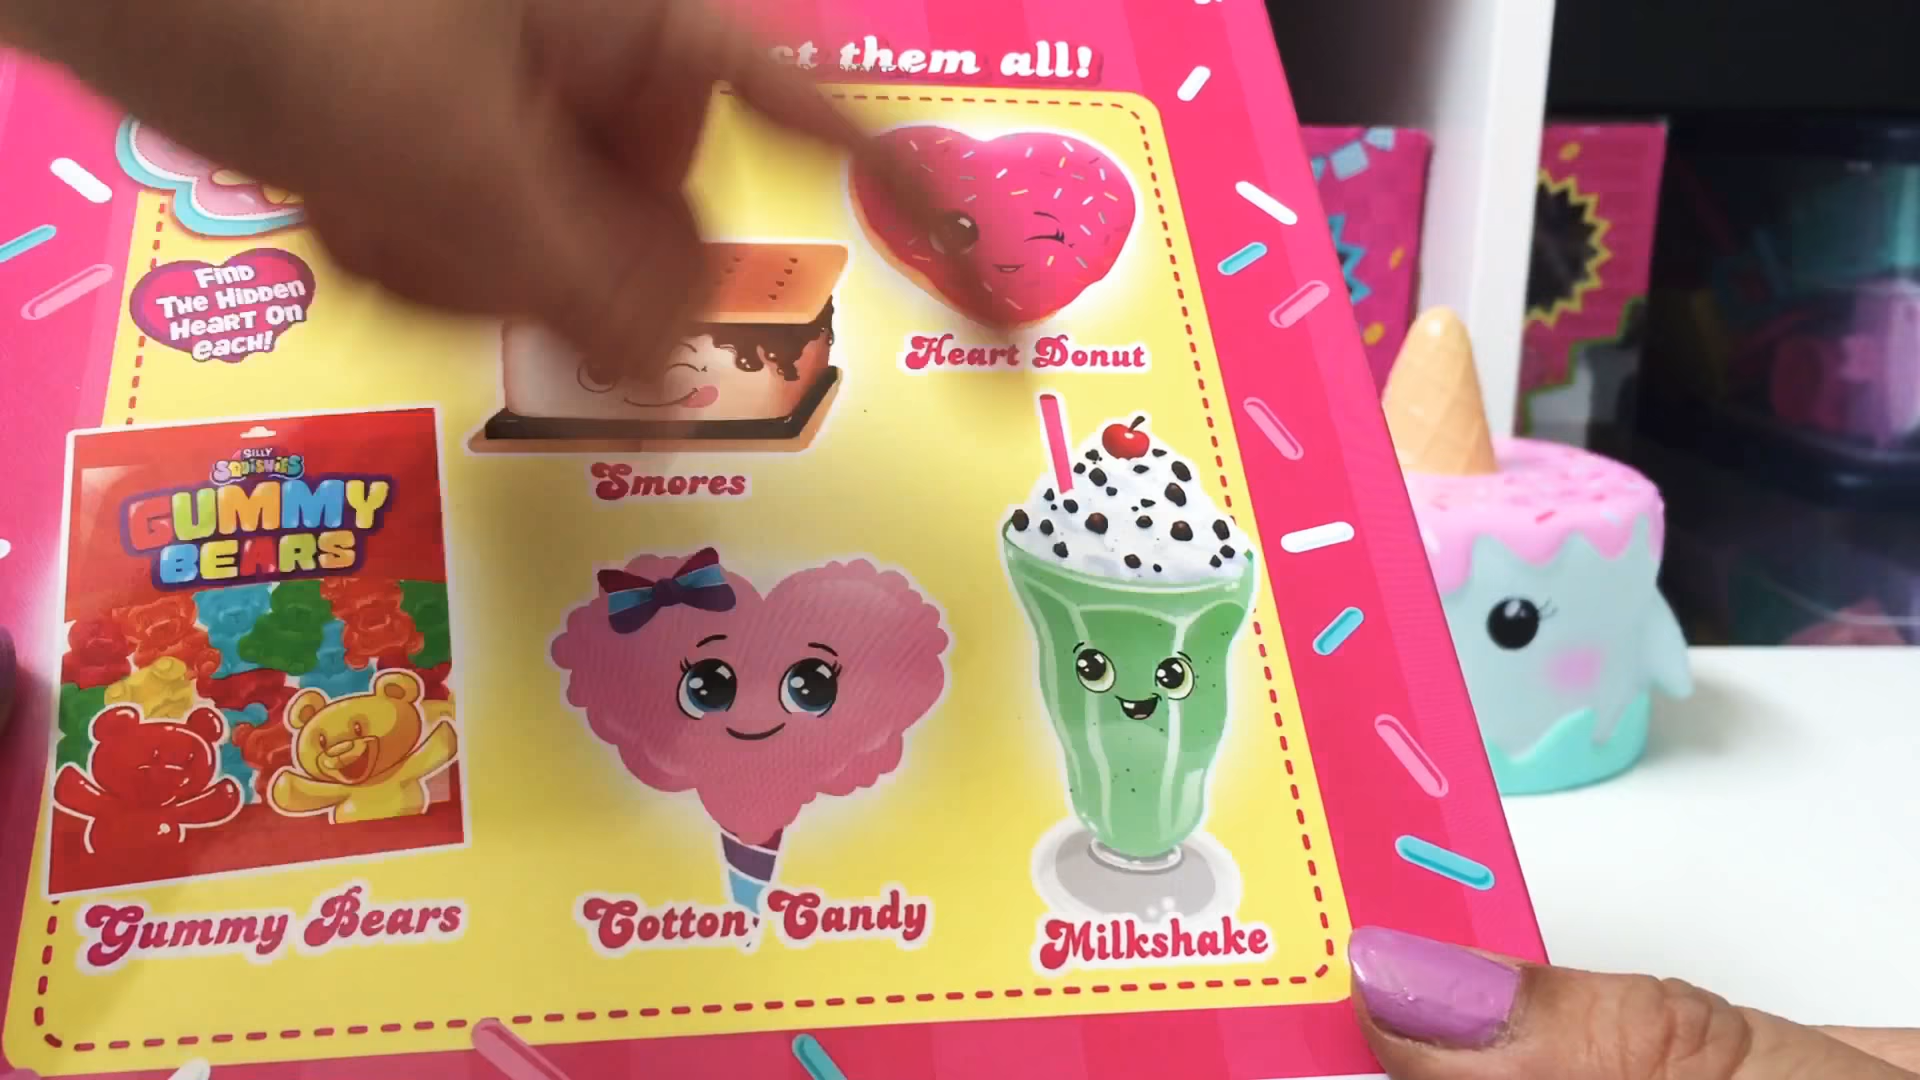 them all!
Find
The Hidden
Heart On
each!
Heart Donut
Smores
SILLY
SQUISHIES
GUMMY
BEARS
Gummy Bears
Cotton Candy
Milkshake